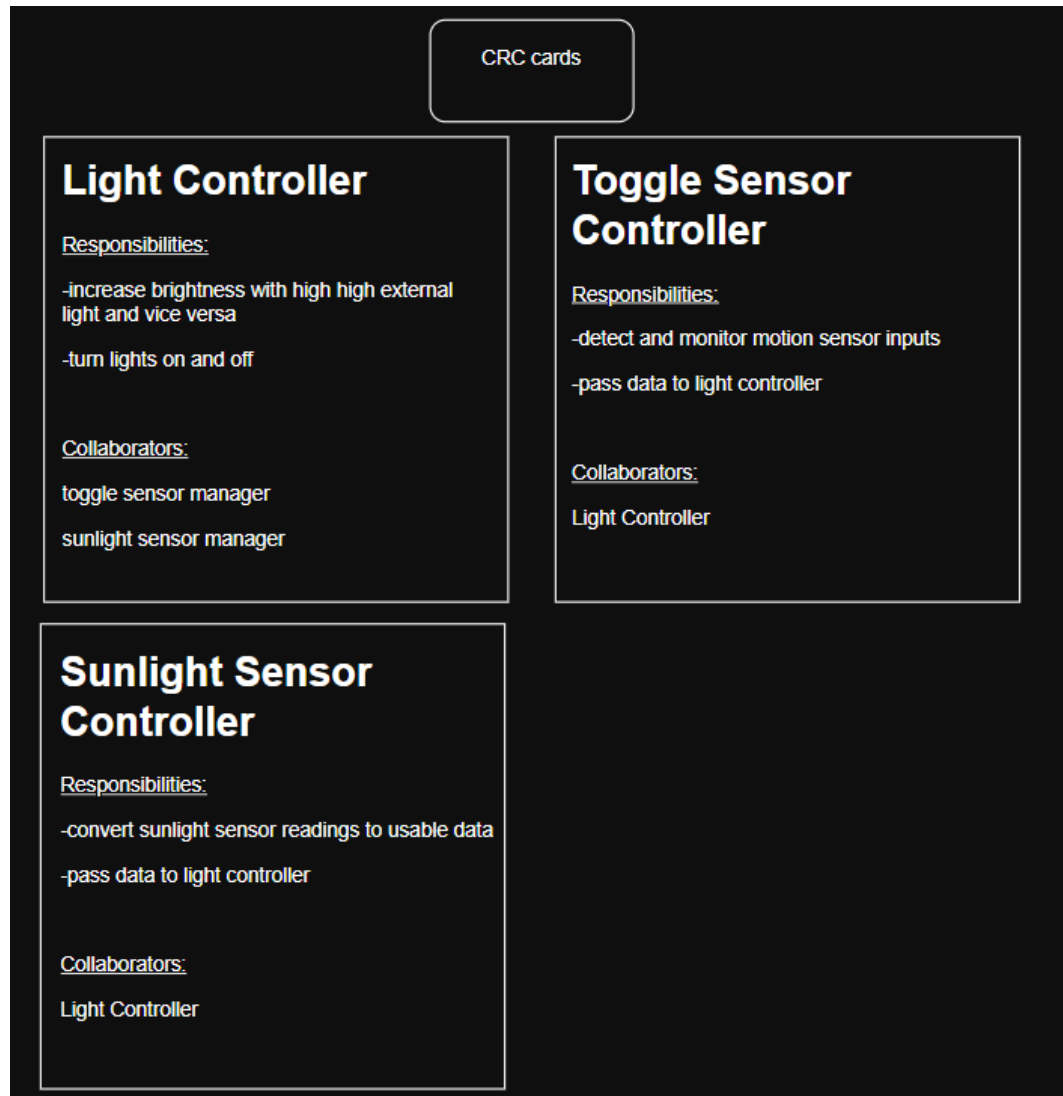 CRC cards
Light Controller
Responsibilities:
-increase brightness with high high external
light and vice versa
-turn lights on and off
Collaborators:
toggle sensor manager
sunlight sensor manager
Toggle Sensor
Controller
Responsibilities:
-detect and monitor motion sensor inputs
-pass data to light controller
Collaborators:
Light Controller
Sunlight Sensor
Controller
Responsibilities:
-convert sunlight sensor readings to usable data
-pass data to light controller
Collaborators:
Light Controller